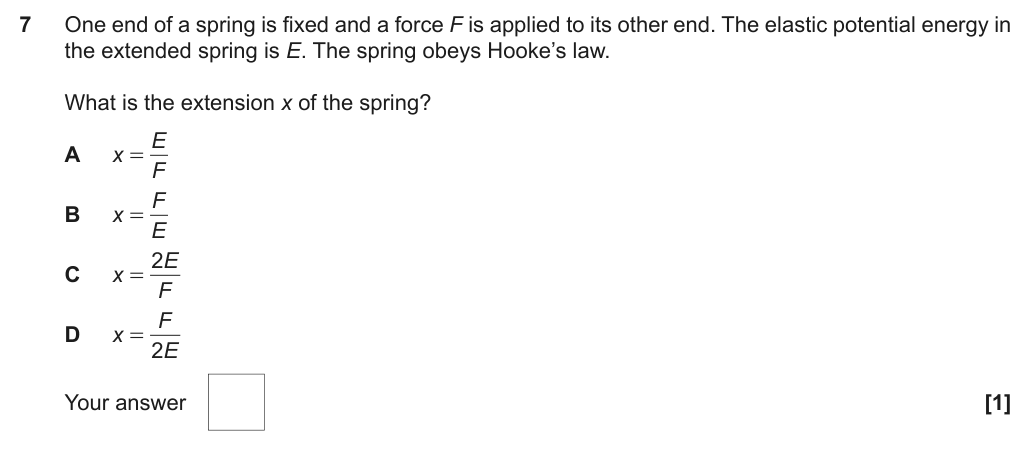 7 One end of a spring is fixed and a force F is applied to its other end. The elastic potential energy in
the extended spring is E. The spring obeys Hooke’s law.
What is the extension x of the spring?
A x = E/F
B x = F/E
C x = 2E/F
D x = F/2E
Your answer [1]